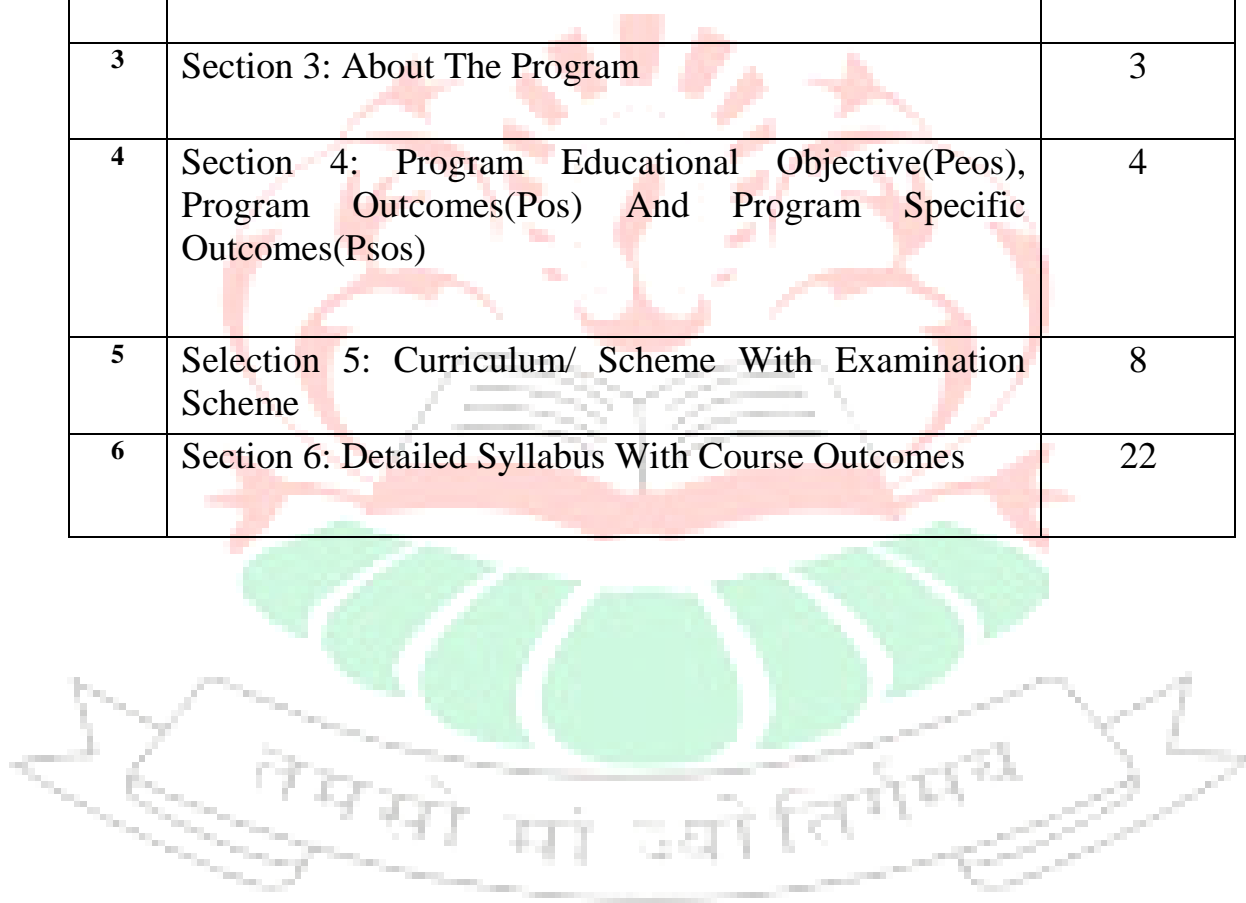 3 Section 3: About The Program 3
4 Section 4: Program Educational Objective(Peos), 4
Program Outcomes(Pos) And Program Specific
Outcomes(Psos)
5 Selection 5: Curriculum/ Scheme With Examination 8
Scheme
6 Section 6: Detailed Syllabus With Course Outcomes 22